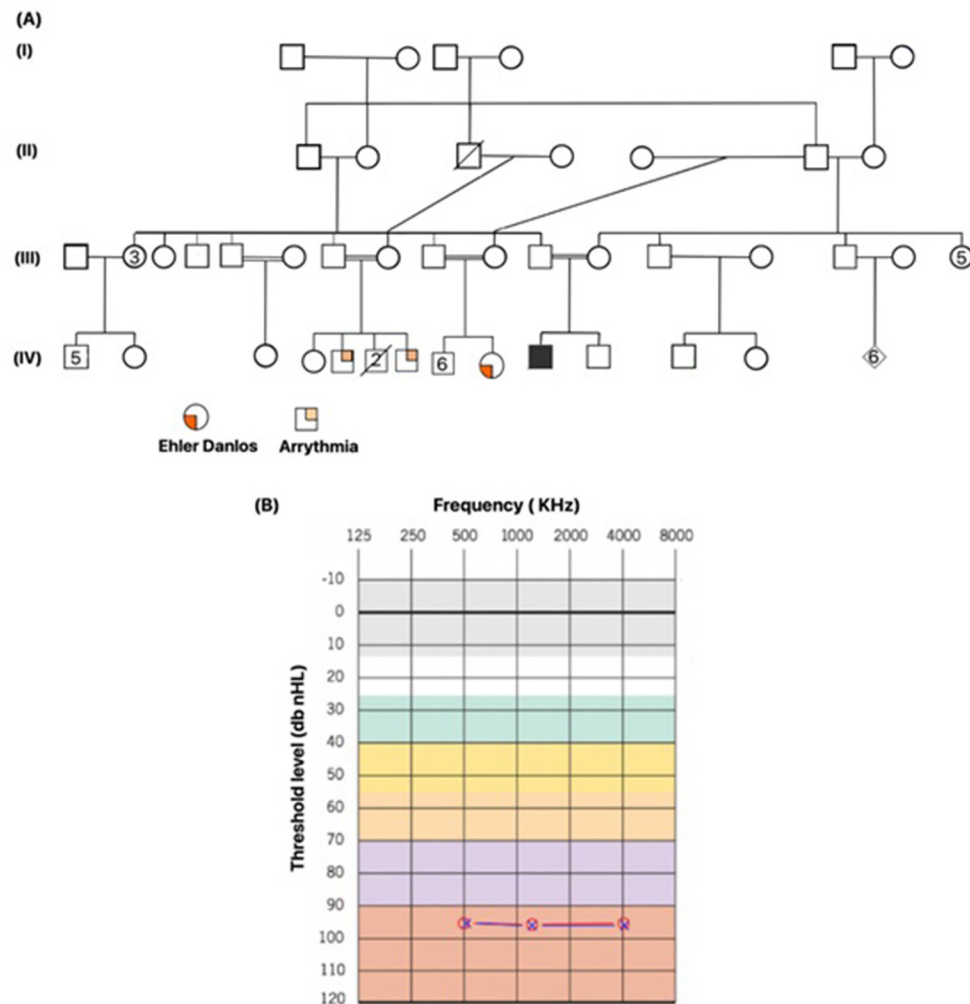 (A)
(I)
(II)
(III)
3
5
(IV)
5
2
6
6
Ehler Danlos Arrythmia
(B) Frequency ( KHz)
125 250 500 1000 2000 4000 8000
Threshold level (db nHL)
-10
0
10
20
30
40
50
60
70
80
90
100
110
120